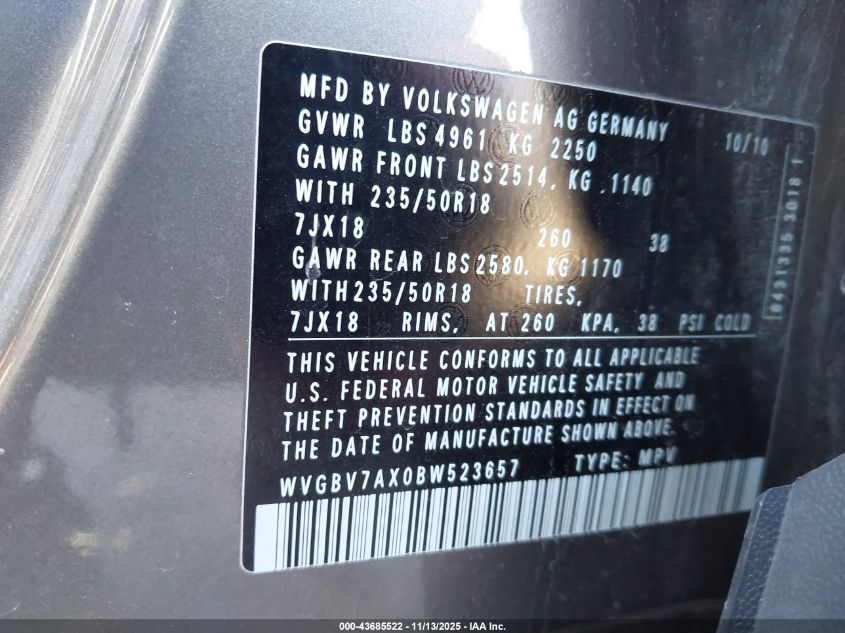 MFD BY VOLKSWAGEN AG GERMANY 10/10
GVWR LBS 4961 KG 2250
GAWR FRONT LBS 2514, KG .1140
WITH 235/50R18
7JX18 260 38
GAWR REAR LBS 2580, KG 1170
WITH 235/50R18 TIRES,
7JX18 RIMS, AT 260 KPA, 38 PSI COLD
THIS VEHICLE CONFORMS TO ALL APPLICABLE
U.S. FEDERAL MOTOR VEHICLE SAFETY AND
THEFT PREVENTION STANDARDS IN EFFECT ON
THE DATE OF MANUFACTURE SHOWN ABOVE.
WVGBV7AX0BW523657 TYPE: MPV
3018 1
000-43685522 - 11/13/2025 - IAA Inc.